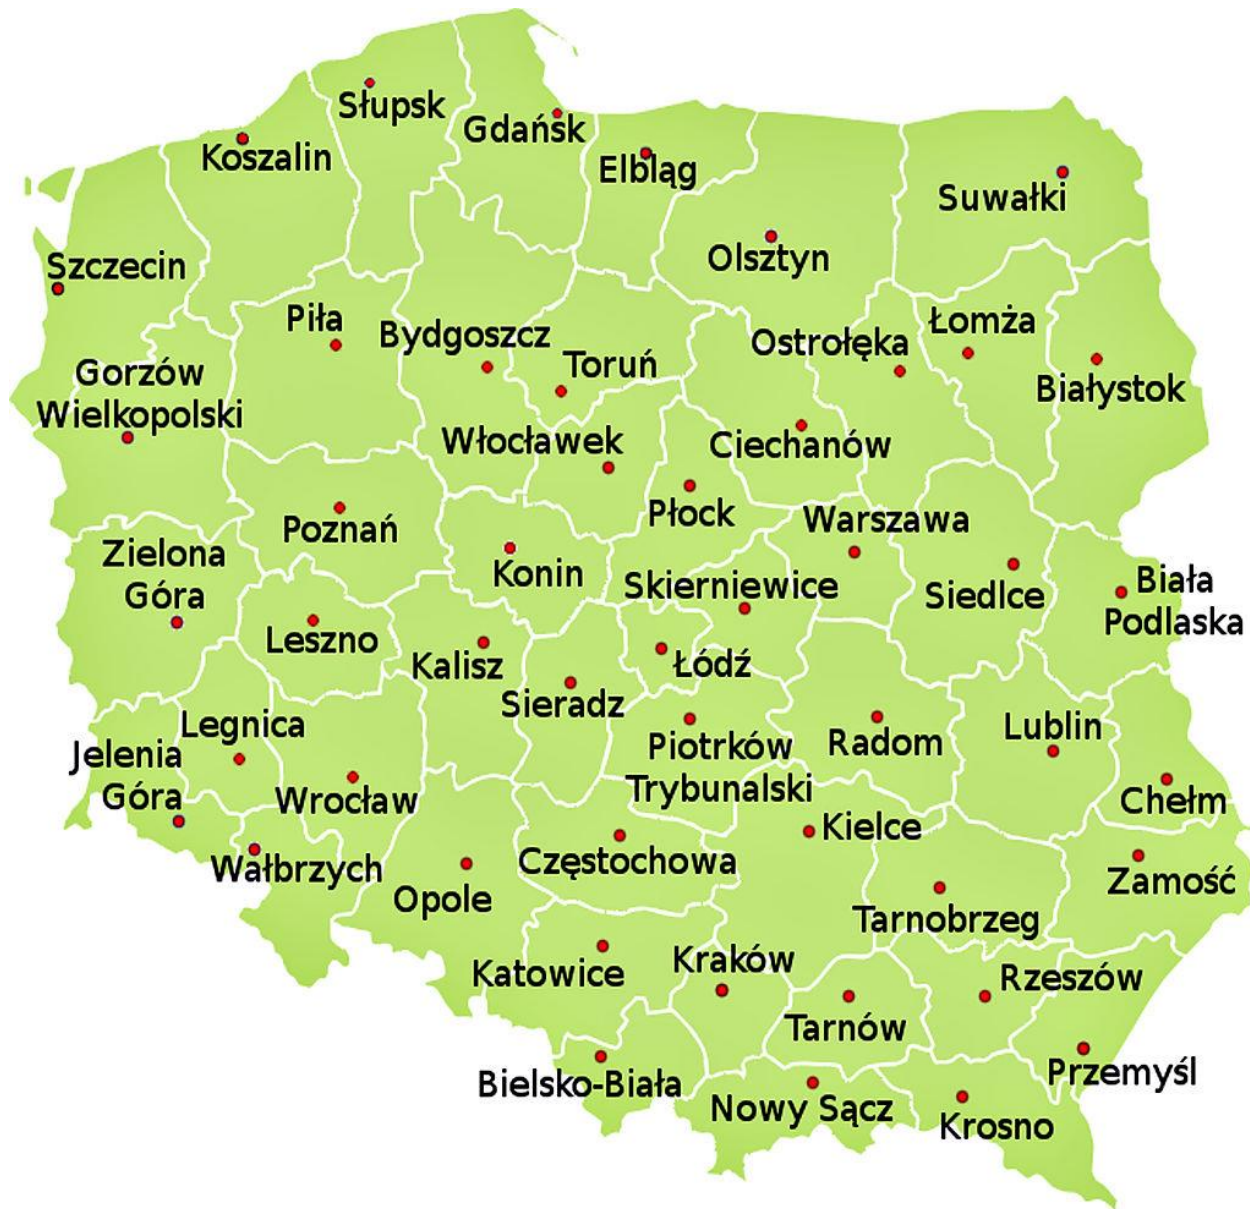 Słupsk
Gdańsk
Koszalin
Elbląg
Suwałki
Olsztyn
Szczecin
Piła
Bydgoszcz
Toruń
Ostrołęka
Łomża
Białystok
Gorzów
Wielkopolski
Włocławek
Ciechanów
Płock
Poznań
Warszawa
Zielona
Góra
Konin
Skierniewice
Siedlce
Biała
Podlaska
Leszno
Kalisz
Łódź
Sieradz
Legnica
Piotrków
Trybunalski
Radom
Lublin
Jelenia
Góra
Wrocław
Chełm
Kielce
Wałbrzych
Częstochowa
Zamość
Opole
Tarnobrzeg
Katowice
Kraków
Rzeszów
Tarnów
Przemyśl
Bielsko-Biała
Nowy Sącz
Krosno